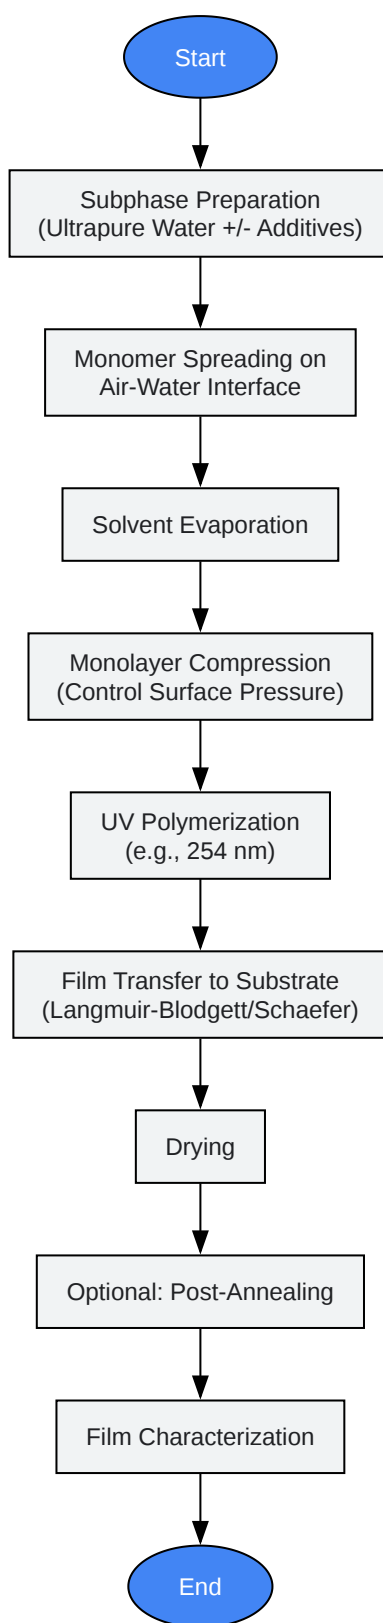 Start
Subphase Preparation
(Ultrapure Water +/- Additives)
Monomer Spreading on
Air-Water Interface
Solvent Evaporation
Monolayer Compression
(Control Surface Pressure)
UV Polymerization
(e.g., 254 nm)
Film Transfer to Substrate
(Langmuir-Blodgett/Schaefer)
Drying
Optional: Post-Annealing
Film Characterization
End